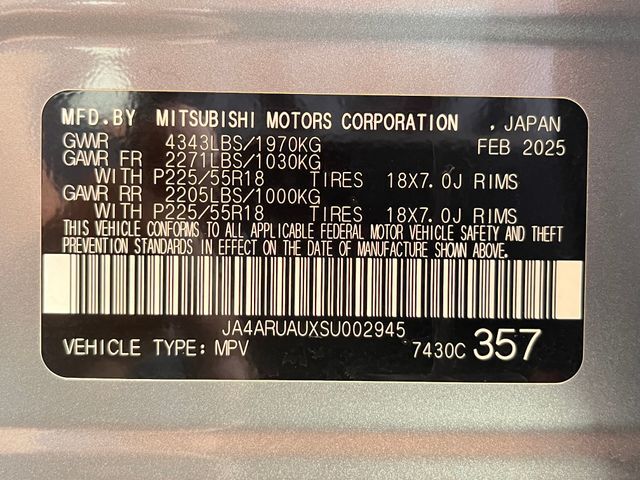 MFD.BY MITSUBISHI MOTORS CORPORATION , JAPAN
GWR 4343LBS/1970KG FEB 2025
GAWR FR 2271LBS/1030KG
WITH P225/55R18 TIRES 18X7.0J RIMS
GAWR RR 2205LBS/1000KG
WITH P225/55R18 TIRES 18X7.0J RIMS
THIS VEHICLE CONFORMS TO ALL APPLICABLE FEDERAL MOTOR VEHICLE SAFETY AND THEFT
PREVENTION STANDARDS IN EFFECT ON THE DATE OF MANUFACTURE SHOWN ABOVE.
JA4ARUAUXSU002945
VEHICLE TYPE: MPV 7430C 357